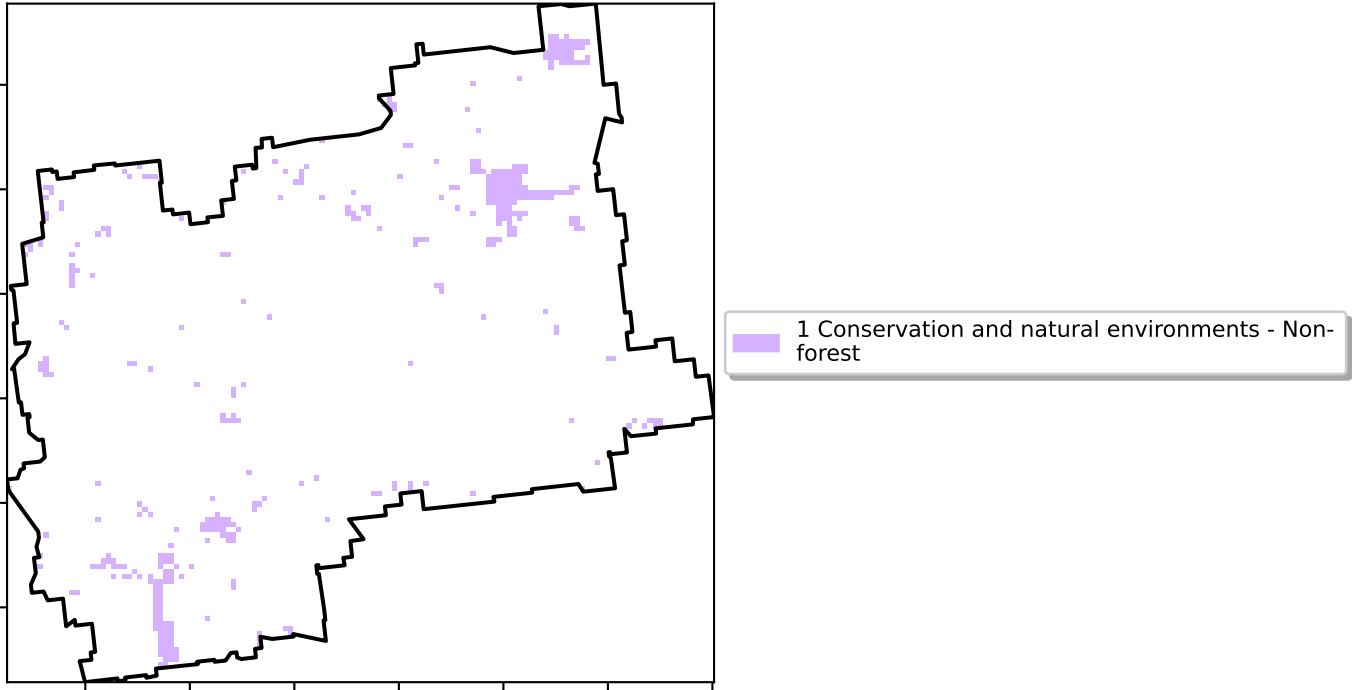 1 Conservation and natural environments - Non-
forest